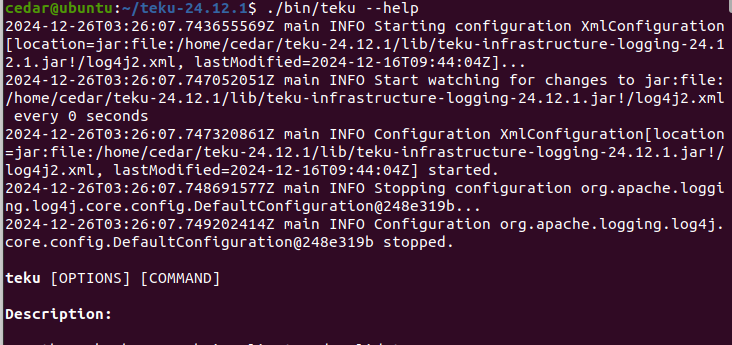 cedar@ubuntu:~/teku-24.12.1$ ./bin/teku --help
2024-12-26T03:26:07.743655569Z main INFO Starting configuration XmlConfiguration
[location=jar:file:/home/cedar/teku-24.12.1/lib/teku-infrastructure-logging-24.1
2.1.jar!/log4j2.xml, lastModified=2024-12-16T09:44:04Z]...
2024-12-26T03:26:07.747052051Z main INFO Start watching for changes to jar:file:
/home/cedar/teku-24.12.1/lib/teku-infrastructure-logging-24.12.1.jar!/log4j2.xml
 every 0 seconds
2024-12-26T03:26:07.747320861Z main INFO Configuration XmlConfiguration[location
=jar:file:/home/cedar/teku-24.12.1/lib/teku-infrastructure-logging-24.12.1.jar!/
log4j2.xml, lastModified=2024-12-16T09:44:04Z] started.
2024-12-26T03:26:07.748691577Z main INFO Stopping configuration org.apache.loggi
ng.log4j.core.config.DefaultConfiguration@248e319b...
2024-12-26T03:26:07.749202414Z main INFO Configuration org.apache.logging.log4j.
core.config.DefaultConfiguration@248e319b stopped.
teku [OPTIONS] [COMMAND]
Description: